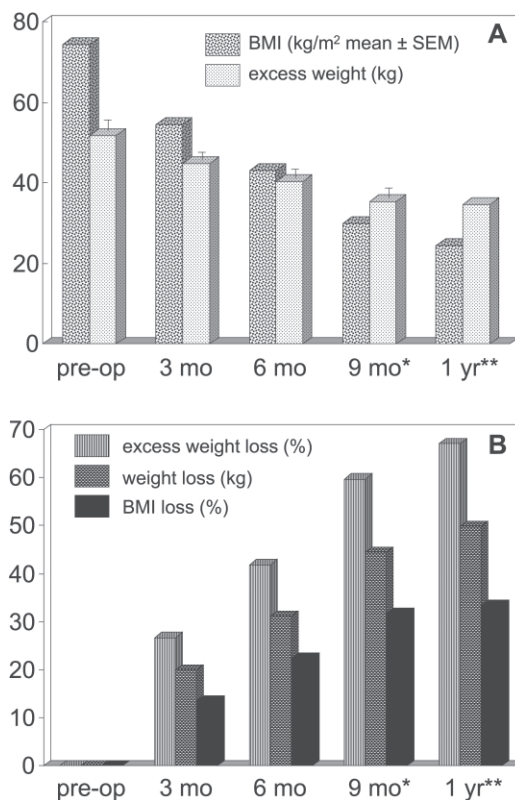 80
A
BMI (kg/m² mean ± SEM)
excess weight (kg)
60
40
20
0
pre-op 3 mo 6 mo 9 mo* 1 yr**
70
B
excess weight loss (%)
60
weight loss (kg)
BMI loss (%)
50
40
30
20
10
0
pre-op 3 mo 6 mo 9 mo* 1 yr**